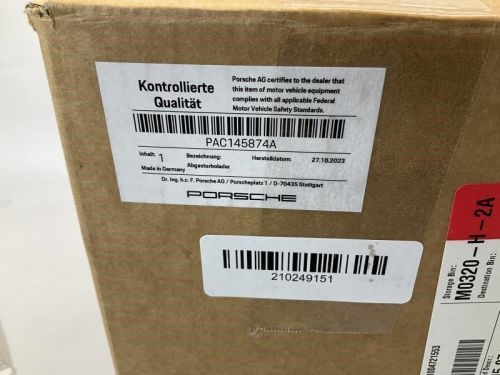 Kontrollierte
Qualität
Porsche AG certifies to the dealer that
this item of motor vehicle equipment
complies with all applicable Federal
Motor Vehicle Safety Standards.
PAC145874A
Inhalt: 1 Bezeichnung: Herstelldatum: 27.10.2023
Made in Germany Abgasturbolader
Dr. Ing. h.c. F. Porsche AG / Porscheplatz 1 / D-70435 Stuttgart
PORSCHE
210249151
Storage Bin:
M0320-H-2A
Destination Bin: